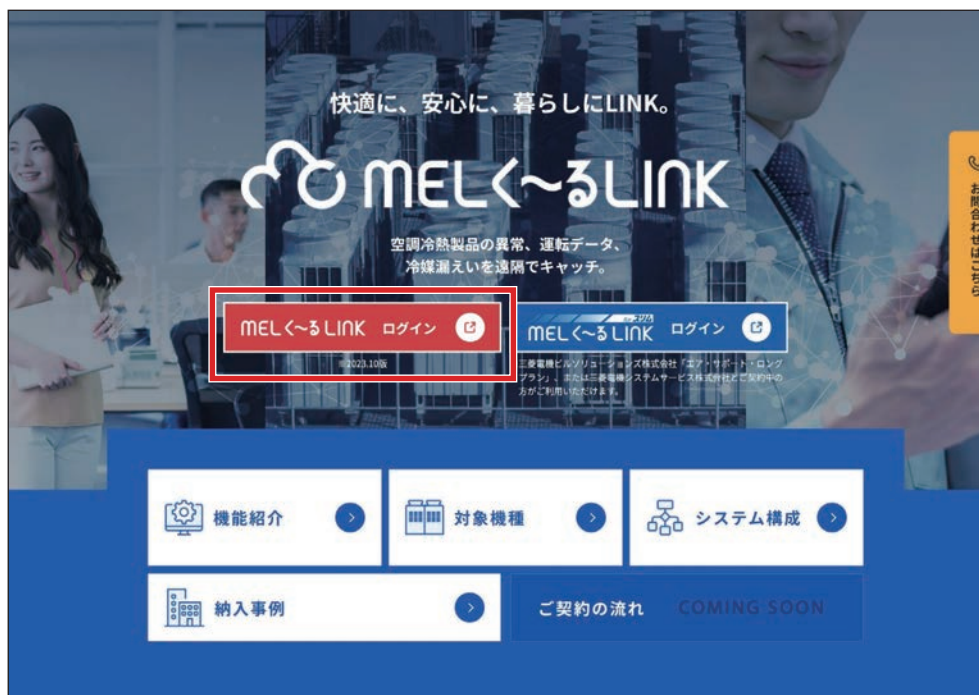 快適に、安心に、暮らしにLINK。
MELく〜るLINK
空調冷熱製品の異常、運転データ、
冷媒漏えいを遠隔でキャッチ。
MELく〜るLINK ログイン
※2023.10版
MELく〜るLINK ログイン
三菱電機ビルソリューションズ株式会社「エア・サポート・ロング
プラン」、または三菱電機システムサービス株式会社とご契約中の
方がご利用いただけます。
お問合わせはこちら
機能紹介
対象機種
システム構成
納入事例
ご契約の流れ COMING SOON